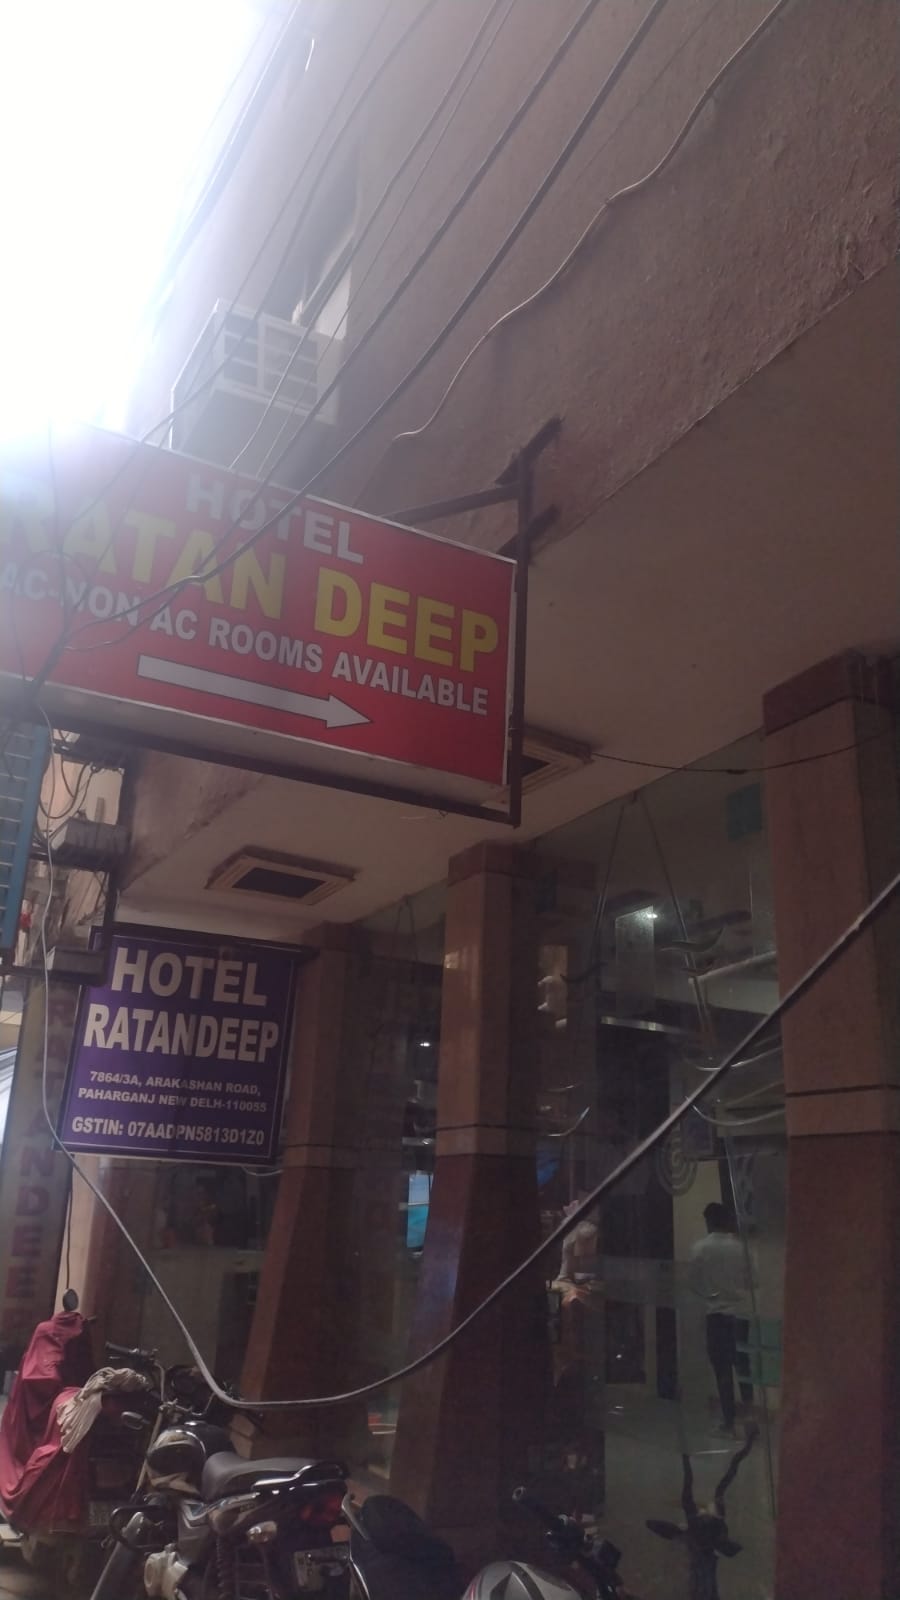 HOTEL
RATAN DEEP
AC-NON AC ROOMS AVAILABLE
HOTEL
RATANDEEP
7864/3A, ARAKASHAN ROAD,
PAHARGANJ NEW DELH-110055
GSTIN: 07AADPN5813D1Z0
RATANDEEP